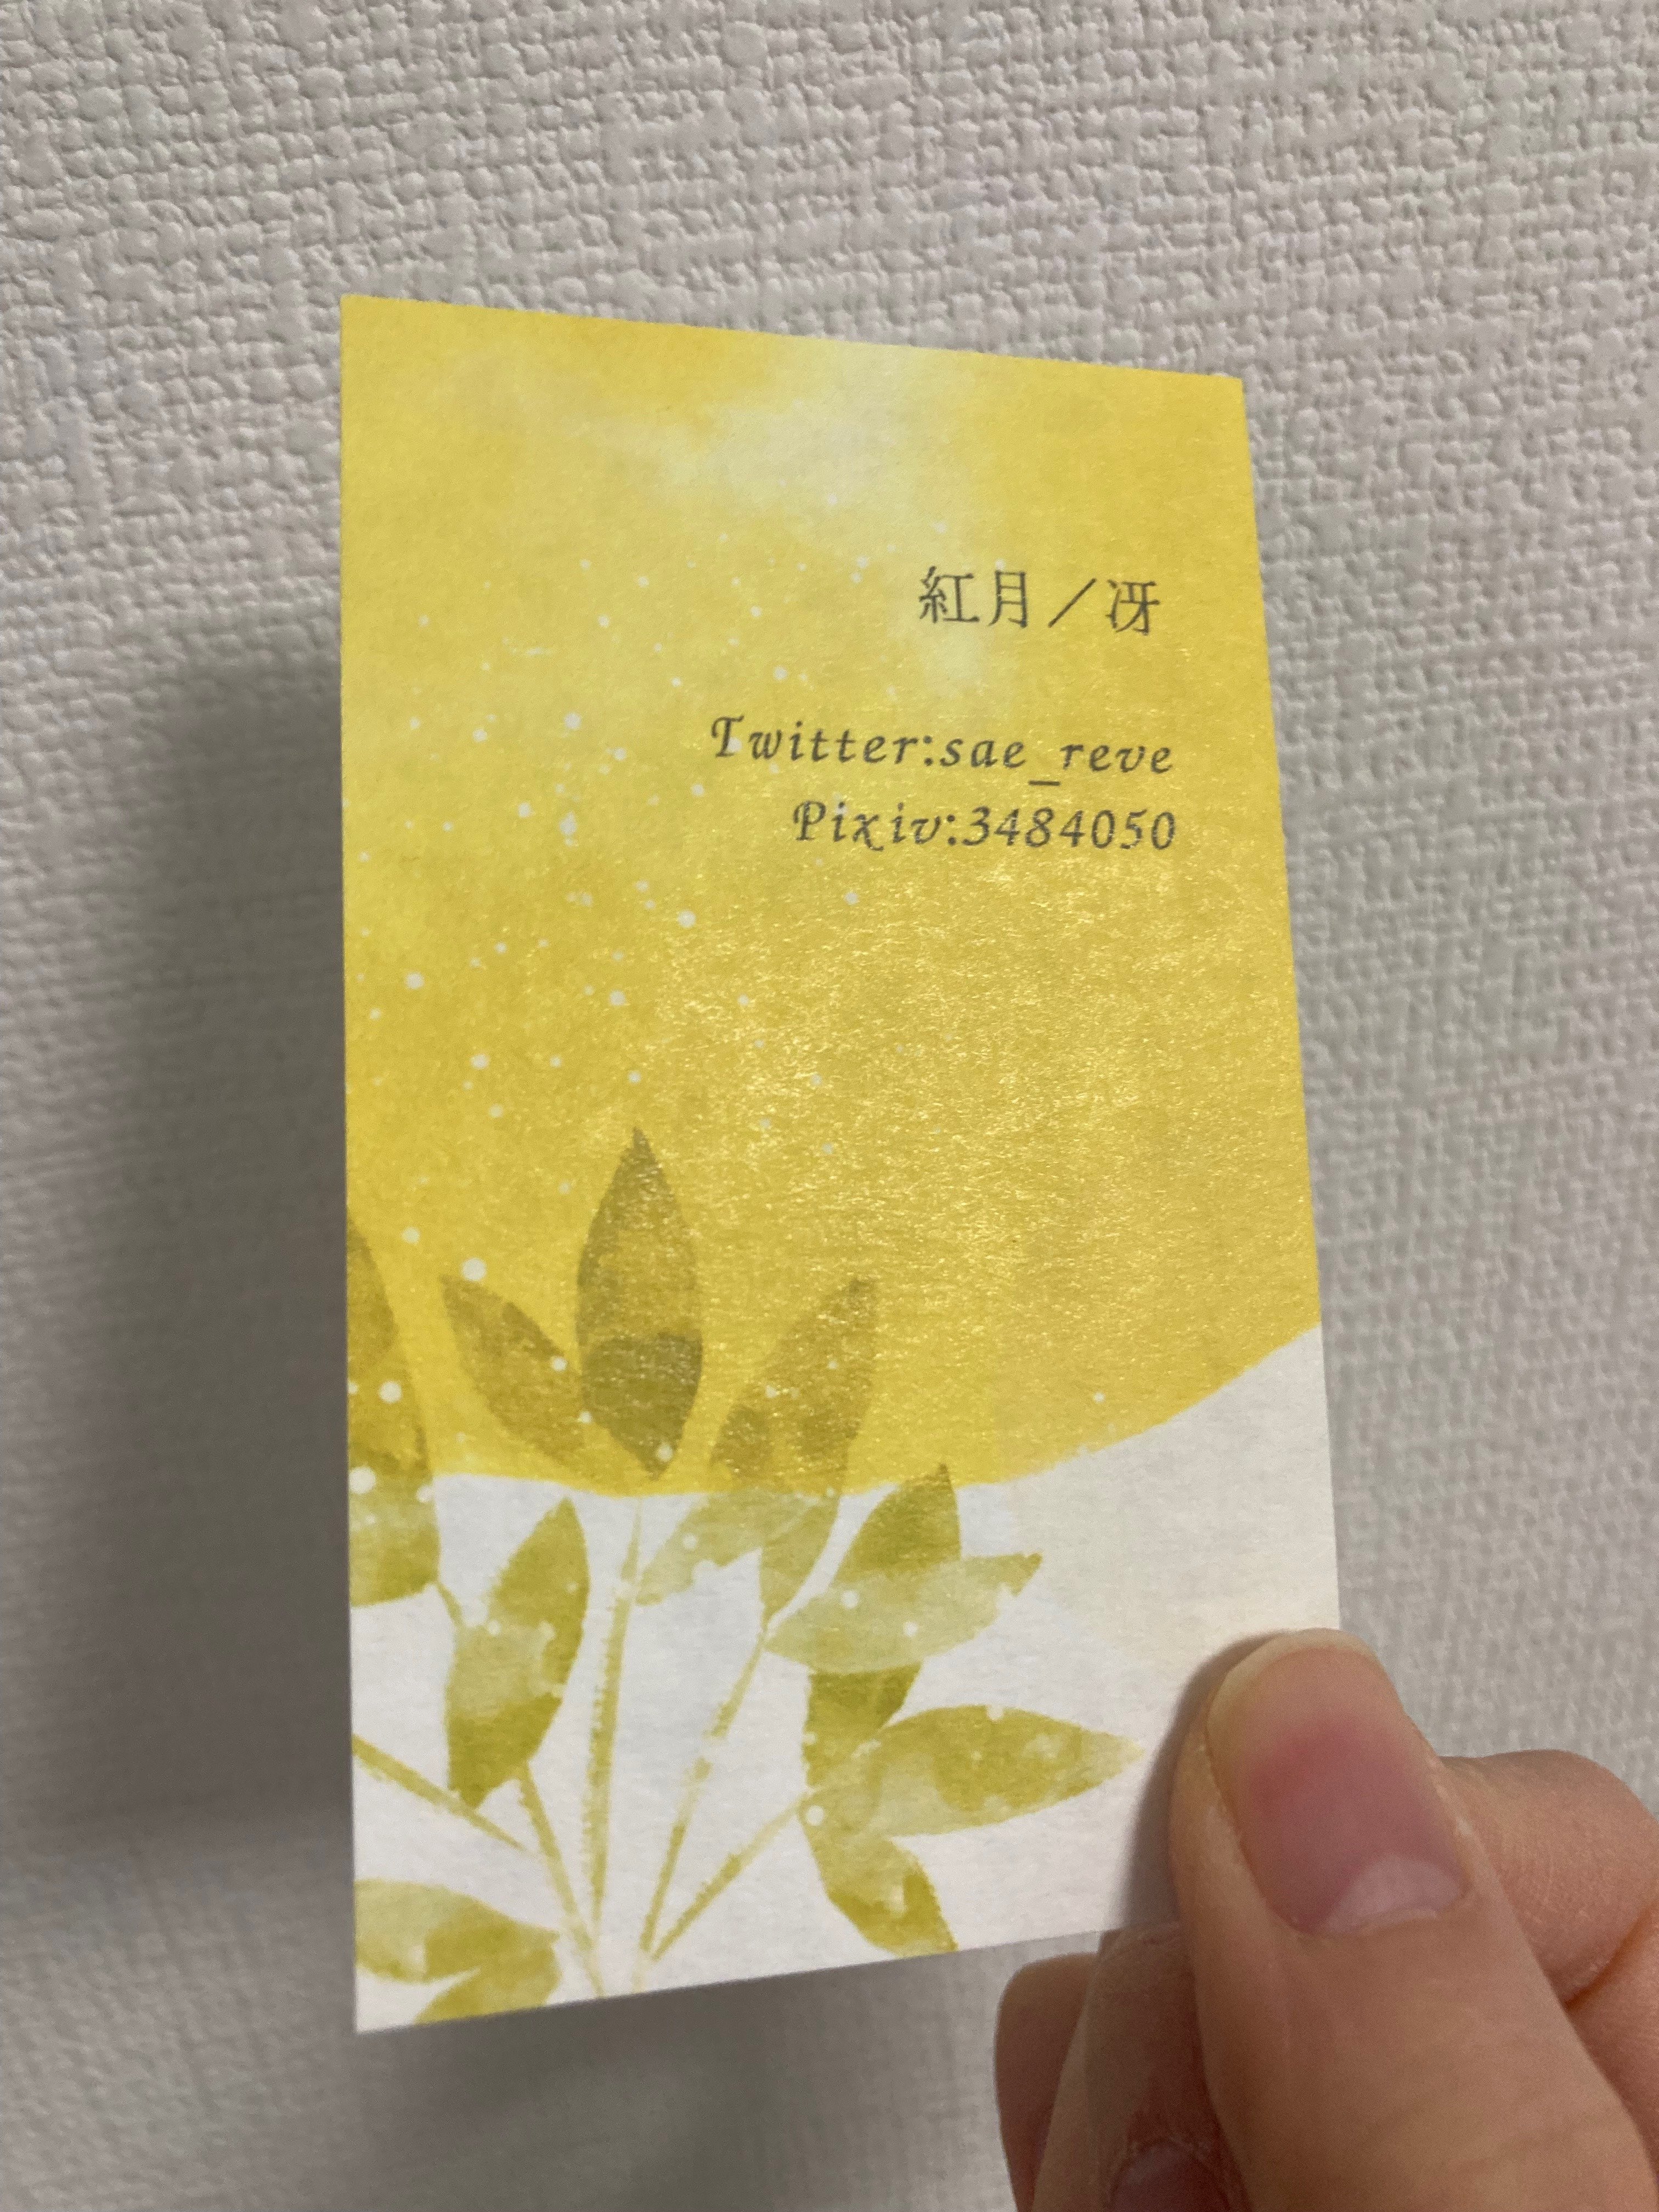 紅月／冴
Twitter:sae_reve
Pixiv:3484050